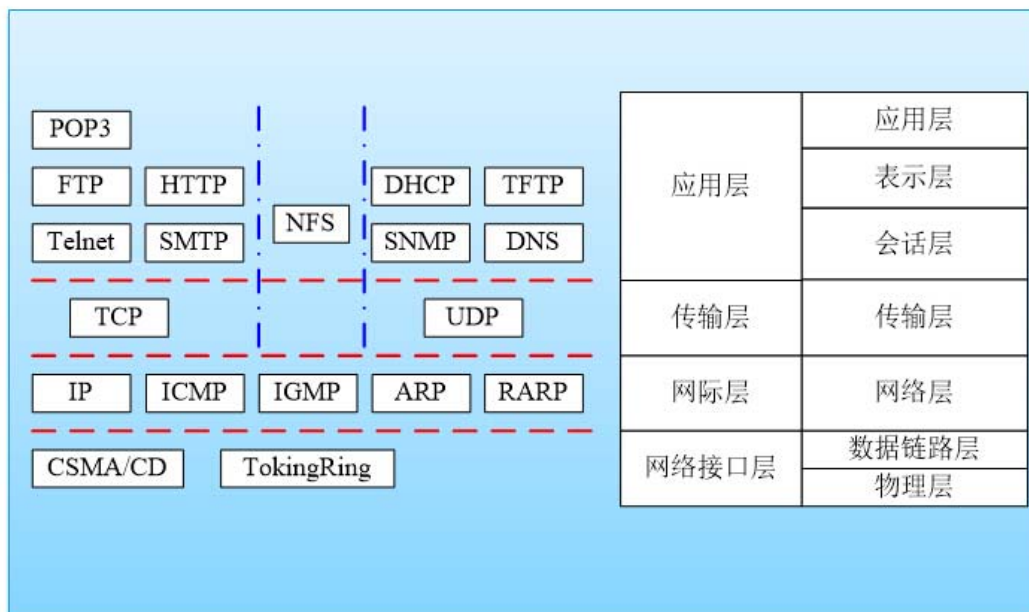 POP3
FTP HTTP NFS DHCP TFTP
Telnet SMTP SNMP DNS
TCP UDP
IP ICMP IGMP ARP RARP
CSMA/CD TokingRing
应用层 应用层
表示层
会话层
传输层 传输层
网际层 网络层
网络接口层 数据链路层
物理层